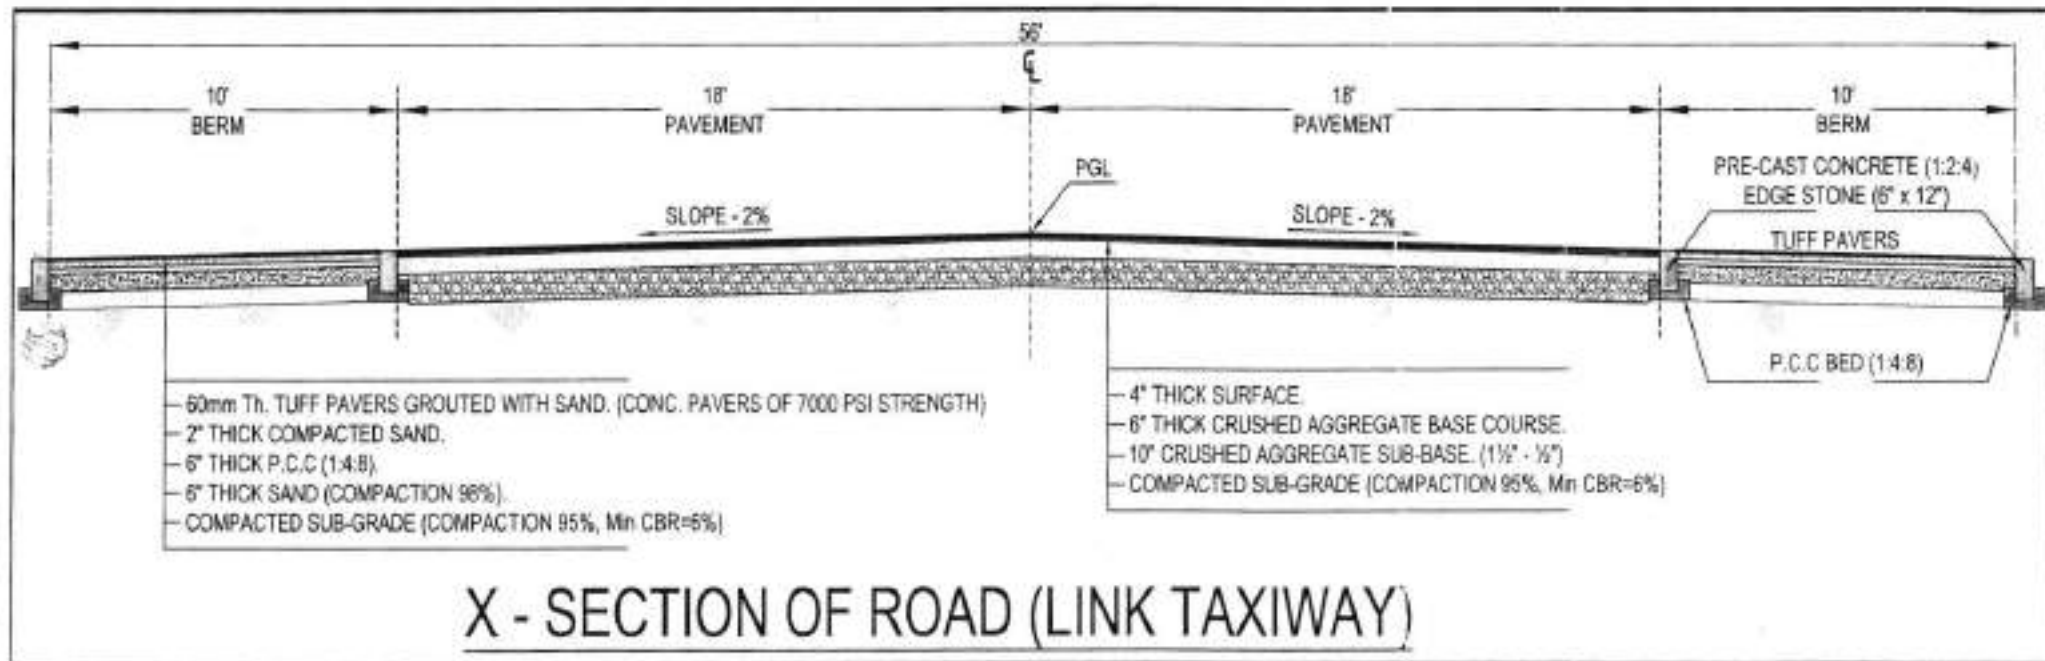 56'
℄
10'
BERM
18'
PAVEMENT
18'
PAVEMENT
10'
BERM
PGL
PRE-CAST CONCRETE (1:2:4)
EDGE STONE (6" x 12")
SLOPE - 2%
SLOPE - 2%
TUFF PAVERS
P.C.C BED (1:4:8)
60mm Th. TUFF PAVERS GROUTED WITH SAND. (CONC. PAVERS OF 7000 PSI STRENGTH)
2" THICK COMPACTED SAND.
6" THICK P.C.C (1:4:8).
6" THICK SAND (COMPACTION 98%).
COMPACTED SUB-GRADE (COMPACTION 95%, Min CBR=6%)
4" THICK SURFACE.
6" THICK CRUSHED AGGREGATE BASE COURSE.
10" CRUSHED AGGREGATE SUB-BASE. (1½" - ½")
COMPACTED SUB-GRADE (COMPACTION 95%, Min CBR=6%)
X - SECTION OF ROAD (LINK TAXIWAY)